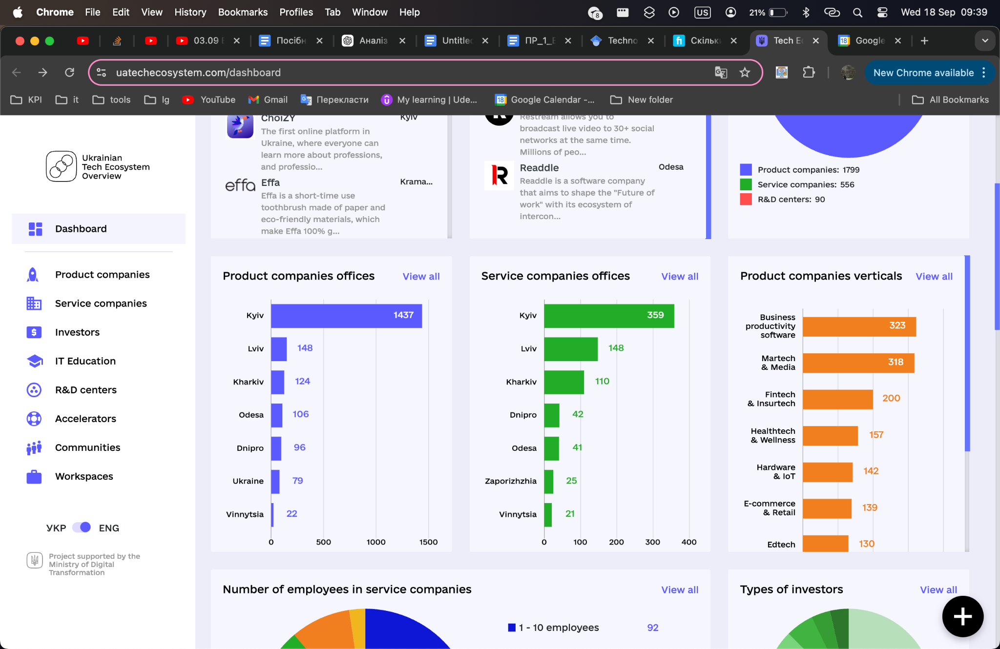 Chrome File Edit View History Bookmarks Profiles Tab Window Help 8 US 21% Wed 18 Sep 09:39
03.09 Посібн Аналіз Untitled ПР_1_ Techno Скільк Tech Ec 18 Google
uatechecosystem.com/dashboard New Chrome available
KPI it tools lg YouTube Gmail Перекласти My learning | Ude... 18 Google Calendar -... New folder All Bookmarks
Ukrainian
Tech Ecosystem
Overview
Dashboard
Product companies
Service companies
Investors
IT Education
R&D centers
Accelerators
Communities
Workspaces
УКР ENG
Project supported by the
Ministry of Digital
Transformation
ChoiZY Kyiv
The first online platform in
Ukraine, where everyone can
learn more about professions,
and professio...
effa Effa Krama...
Effa is a short-time use
toothbrush made of paper and
eco-friendly materials, which
make Effa 100% g...
Restream allows you to
broadcast live video to 30+ social
networks at the same time.
Millions of peo...
Readdle Odesa
Readdle is a software company
that aims to shape the "Future of
work" with its ecosystem of
intercon...
Product companies: 1799
Service companies: 556
R&D centers: 90
Product companies offices View all
Kyiv 1437
Lviv 148
Kharkiv 124
Odesa 106
Dnipro 96
Ukraine 79
Vinnytsia 22
0 500 1000 1500
Service companies offices View all
Kyiv 359
Lviv 148
Kharkiv 110
Dnipro 42
Odesa 41
Zaporizhzhia 25
Vinnytsia 21
0 100 200 300 400
Product companies verticals View all
Business
productivity
software 323
Martech
& Media 318
Fintech
& Insurtech 200
Healthtech
& Wellness 157
Hardware
& IoT 142
E-commerce
& Retail 139
Edtech 130
Number of employees in service companies View all
1 - 10 employees 92
Types of investors View all